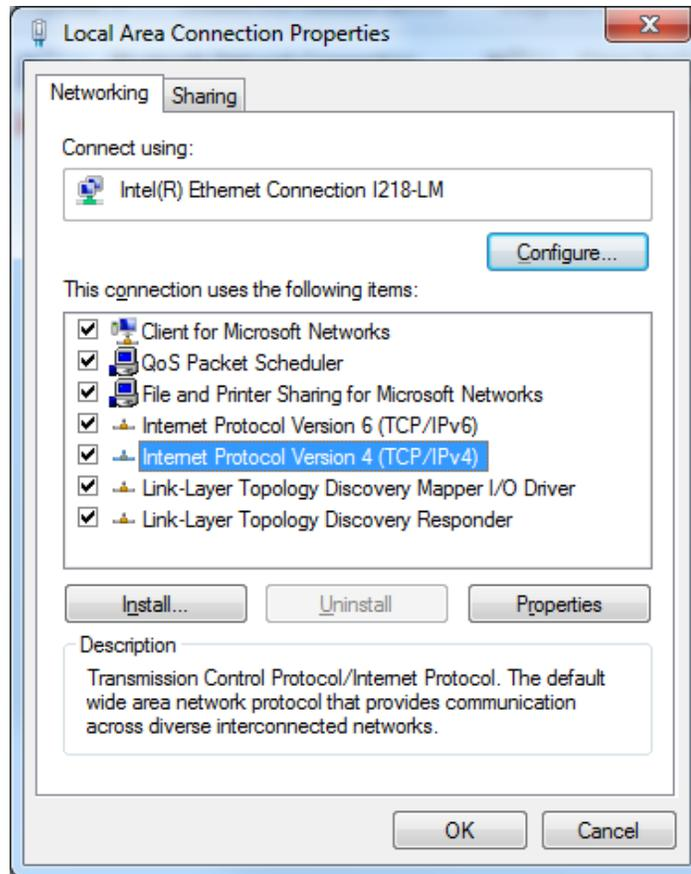 Local Area Connection Properties
Networking
Sharing
Connect using:
Intel(R) Ethernet Connection I218-LM
Configure...
This connection uses the following items:
Client for Microsoft Networks
QoS Packet Scheduler
File and Printer Sharing for Microsoft Networks
Internet Protocol Version 6 (TCP/IPv6)
Internet Protocol Version 4 (TCP/IPv4)
Link-Layer Topology Discovery Mapper I/O Driver
Link-Layer Topology Discovery Responder
Install...
Uninstall
Properties
Description
Transmission Control Protocol/Internet Protocol. The default
wide area network protocol that provides communication
across diverse interconnected networks.
OK
Cancel